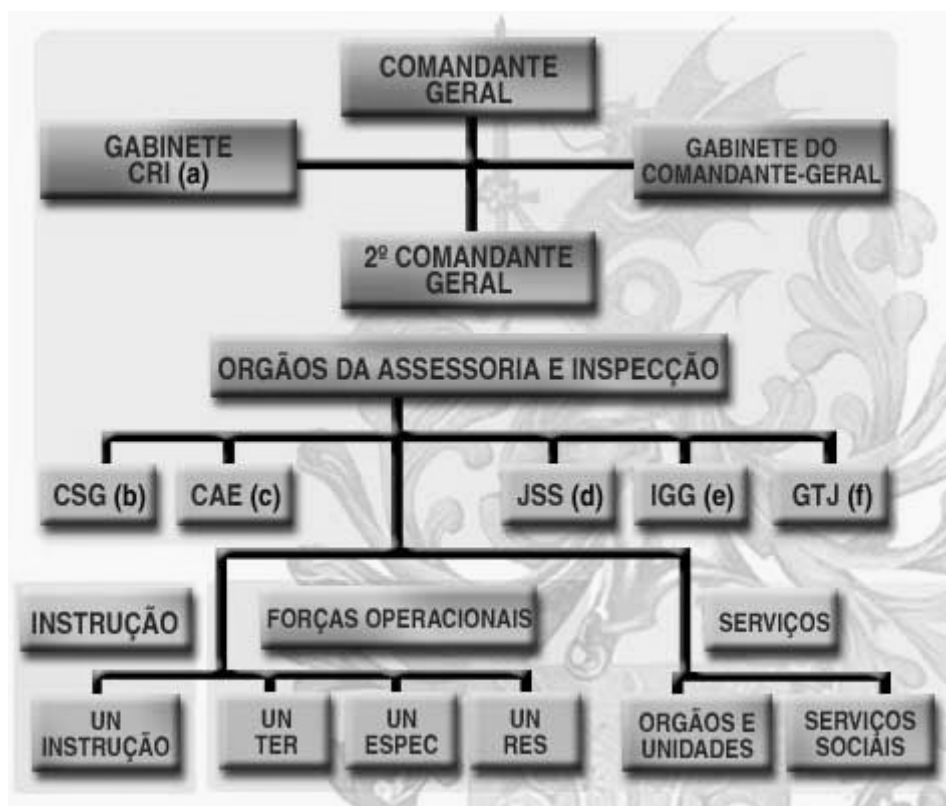 COMANDANTE
GERAL
GABINETE
CRI (a)
GABINETE DO
COMANDANTE-GERAL
2º COMANDANTE
GERAL
ORGÃOS DA ASSESSORIA E INSPECÇÃO
CSG (b)
CAE (c)
JSS (d)
IGG (e)
GTJ (f)
INSTRUÇÃO
FORÇAS OPERACIONAIS
SERVIÇOS
UN
INSTRUÇÃO
UN
TER
UN
ESPEC
UN
RES
ORGÃOS E
UNIDADES
SERVIÇOS
SOCIÁIS